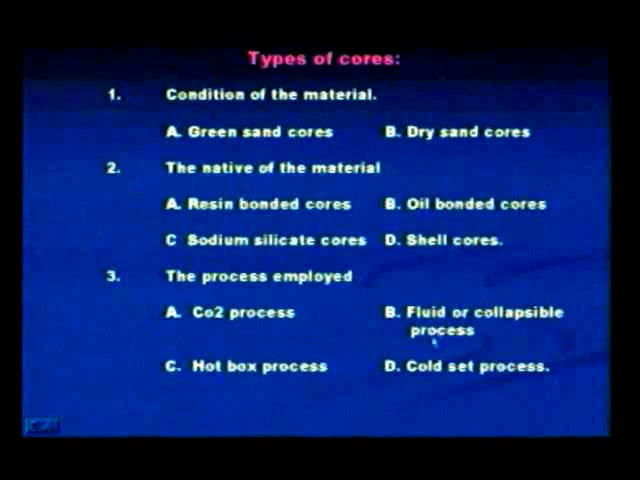 Types of cores:
1. Condition of the material.
A. Green sand cores B. Dry sand cores
2. The native of the material
A. Resin bonded cores B. Oil bonded cores
C Sodium silicate cores D. Shell cores.
3. The process employed
A. Co2 process B. Fluid or collapsible
process
C. Hot box process D. Cold set process.